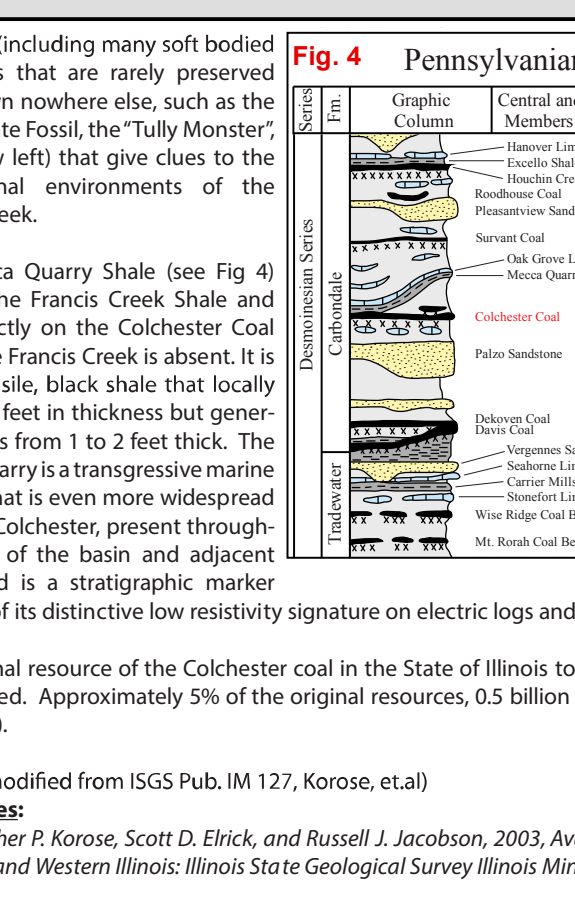 (including many soft bodied
s that are rarely preserved
n nowhere else, such as the
te Fossil, the “Tully Monster”,
left) that give clues to the
nal environments of the
eek.
ca Quarry Shale (see Fig 4)
he Francis Creek Shale and
ctly on the Colchester Coal
e Francis Creek is absent. It is
sile, black shale that locally
feet in thickness but gener-
s from 1 to 2 feet thick. The
arry is a transgressive marine
hat is even more widespread
Colchester, present through-
of the basin and adjacent
d is a stratigraphic marker
of its distinctive low resistivity signature on electric logs and
nal resource of the Colchester coal in the State of Illinois to
ed. Approximately 5% of the original resources, 0.5 billion
).
modified from ISGS Pub. IM 127, Korose, et.al)
es:
her P. Korose, Scott D. Elrick, and Russell J. Jacobson, 2003, Ava
and Western Illinois: Illinois State Geological Survey Illinois Min
Fig. 4
Pennsylvanian
Series
Fm.
Graphic
Column
Central and
Members
Desmoinesian Series
Carbondale
Tradewater
Hanover Lim
Excello Shal
Houchin Cre
Roodhouse Coal
Pleasantview Sand
Survant Coal
Oak Grove L
Mecca Quarr
Colchester Coal
Palzo Sandstone
Dekoven Coal
Davis Coal
Vergennes Sa
Seahorne Lim
Carrier Mills
Stonefort Lim
Wise Ridge Coal B
Mt. Rorah Coal Be